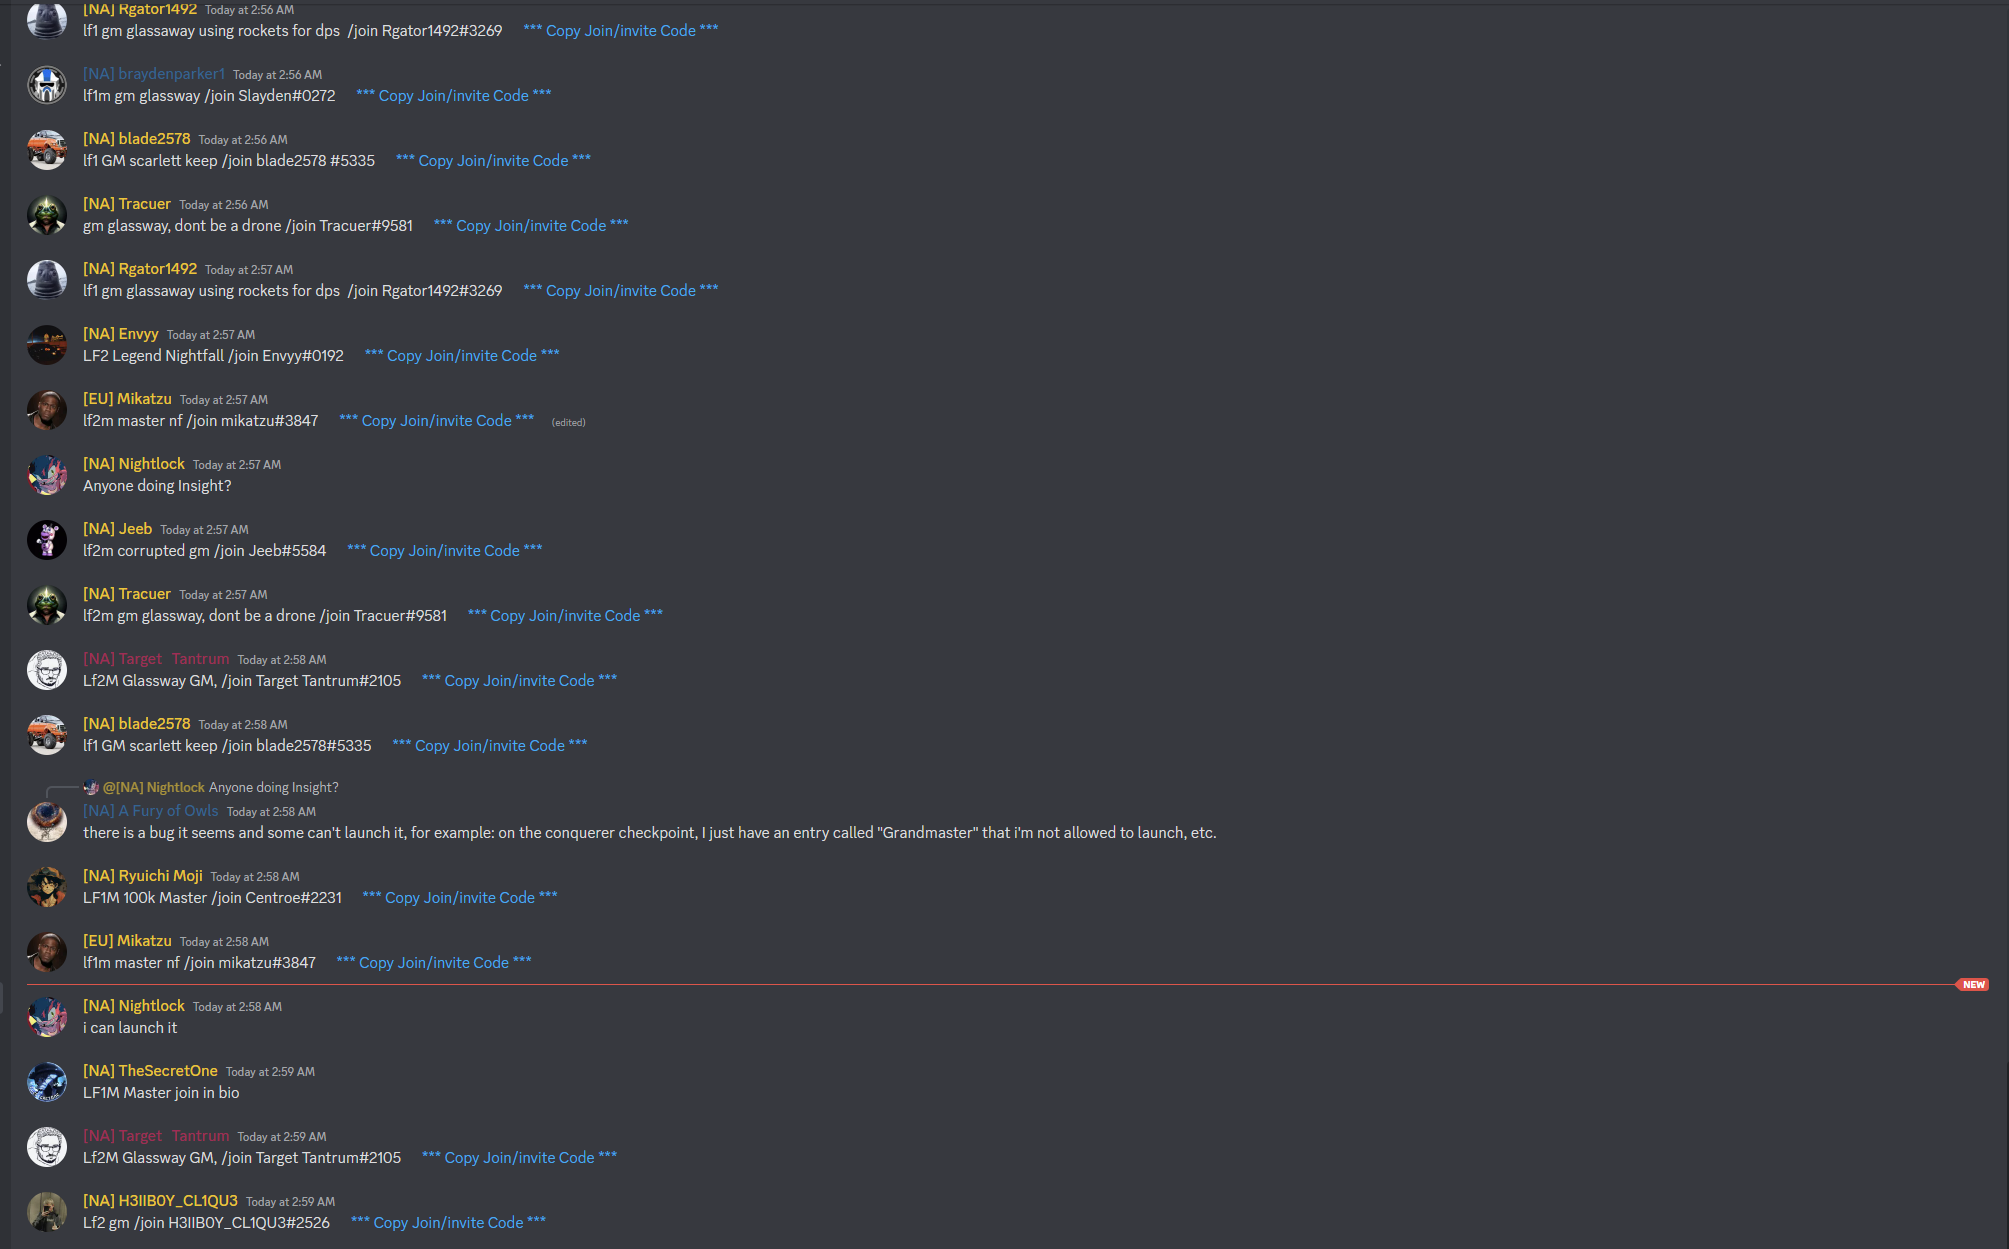 [NA] Rgator1492 Today at 2:56 AM
lf1 gm glassaway using rockets for dps /join Rgator1492#3269 *** Copy Join/invite Code ***
[NA] braydenparker1 Today at 2:56 AM
lf1m gm glassway /join Slayden#0272 *** Copy Join/invite Code ***
[NA] blade2578 Today at 2:56 AM
lf1 GM scarlett keep /join blade2578 #5335 *** Copy Join/invite Code ***
[NA] Tracuer Today at 2:56 AM
gm glassway, dont be a drone /join Tracuer#9581 *** Copy Join/invite Code ***
[NA] Rgator1492 Today at 2:57 AM
lf1 gm glassaway using rockets for dps /join Rgator1492#3269 *** Copy Join/invite Code ***
[NA] Envyy Today at 2:57 AM
LF2 Legend Nightfall /join Envyy#0192 *** Copy Join/invite Code ***
[EU] Mikatzu Today at 2:57 AM
lf2m master nf /join mikatzu#3847 *** Copy Join/invite Code *** (edited)
[NA] Nightlock Today at 2:57 AM
Anyone doing Insight?
[NA] Jeeb Today at 2:57 AM
lf2m corrupted gm /join Jeeb#5584 *** Copy Join/invite Code ***
[NA] Tracuer Today at 2:57 AM
lf2m gm glassway, dont be a drone /join Tracuer#9581 *** Copy Join/invite Code ***
[NA] Target Tantrum Today at 2:58 AM
Lf2M Glassway GM, /join Target Tantrum#2105 *** Copy Join/invite Code ***
[NA] blade2578 Today at 2:58 AM
lf1 GM scarlett keep /join blade2578#5335 *** Copy Join/invite Code ***
@[NA] Nightlock Anyone doing Insight?
[NA] A Fury of Owls Today at 2:58 AM
there is a bug it seems and some can't launch it, for example: on the conquerer checkpoint, I just have an entry called "Grandmaster" that i'm not allowed to launch, etc.
[NA] Ryuichi Moji Today at 2:58 AM
LF1M 100k Master /join Centroe#2231 *** Copy Join/invite Code ***
[EU] Mikatzu Today at 2:58 AM
lf1m master nf /join mikatzu#3847 *** Copy Join/invite Code ***
NEW
[NA] Nightlock Today at 2:58 AM
i can launch it
[NA] TheSecretOne Today at 2:59 AM
LF1M Master join in bio
[NA] Target Tantrum Today at 2:59 AM
Lf2M Glassway GM, /join Target Tantrum#2105 *** Copy Join/invite Code ***
[NA] H3IIB0Y_CL1QU3 Today at 2:59 AM
Lf2 gm /join H3IIB0Y_CL1QU3#2526 *** Copy Join/invite Code ***